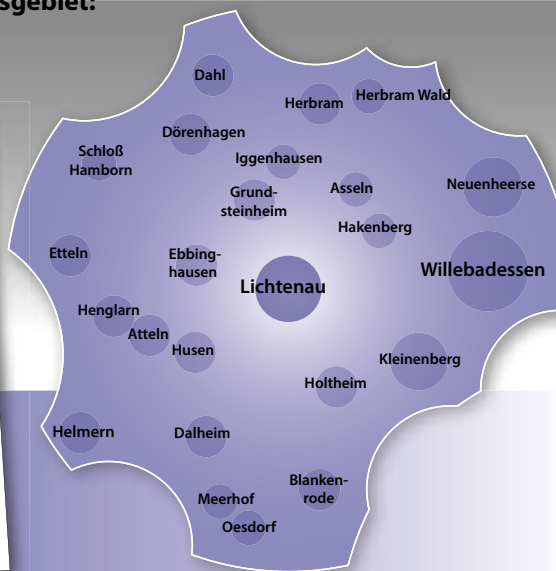 sgebiet:
Dahl
Herbram
Herbram Wald
Dörenhagen
Iggenhausen
Schloß
Hamborn
Grund-
steinheim
Asseln
Neuenheerse
Hakenberg
Etteln
Ebbing-
hausen
Lichtenau
Willebadessen
Henglarn
Atteln
Husen
Kleinenberg
Holtheim
Helmern
Dalheim
Blanken-
rode
Meerhof
Oesdorf